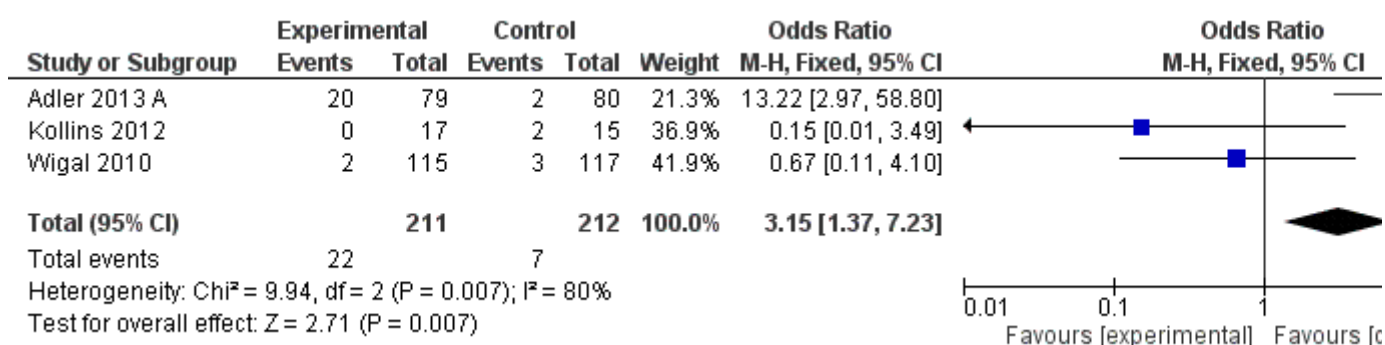 Experimental Control Odds Ratio Odds Ratio
Study or Subgroup Events Total Events Total Weight M-H, Fixed, 95% CI M-H, Fixed, 95% CI
Adler 2013 A 20 79 2 80 21.3% 13.22 [2.97, 58.80]
Kollins 2012 0 17 2 15 36.9% 0.15 [0.01, 3.49]
Wigal 2010 2 115 3 117 41.9% 0.67 [0.11, 4.10]
Total (95% CI) 211 212 100.0% 3.15 [1.37, 7.23]
Total events 22 7
Heterogeneity: Chi² = 9.94, df = 2 (P = 0.007); I² = 80%
Test for overall effect: Z = 2.71 (P = 0.007)
0.01 0.1 1
Favours [experimental] Favours [c